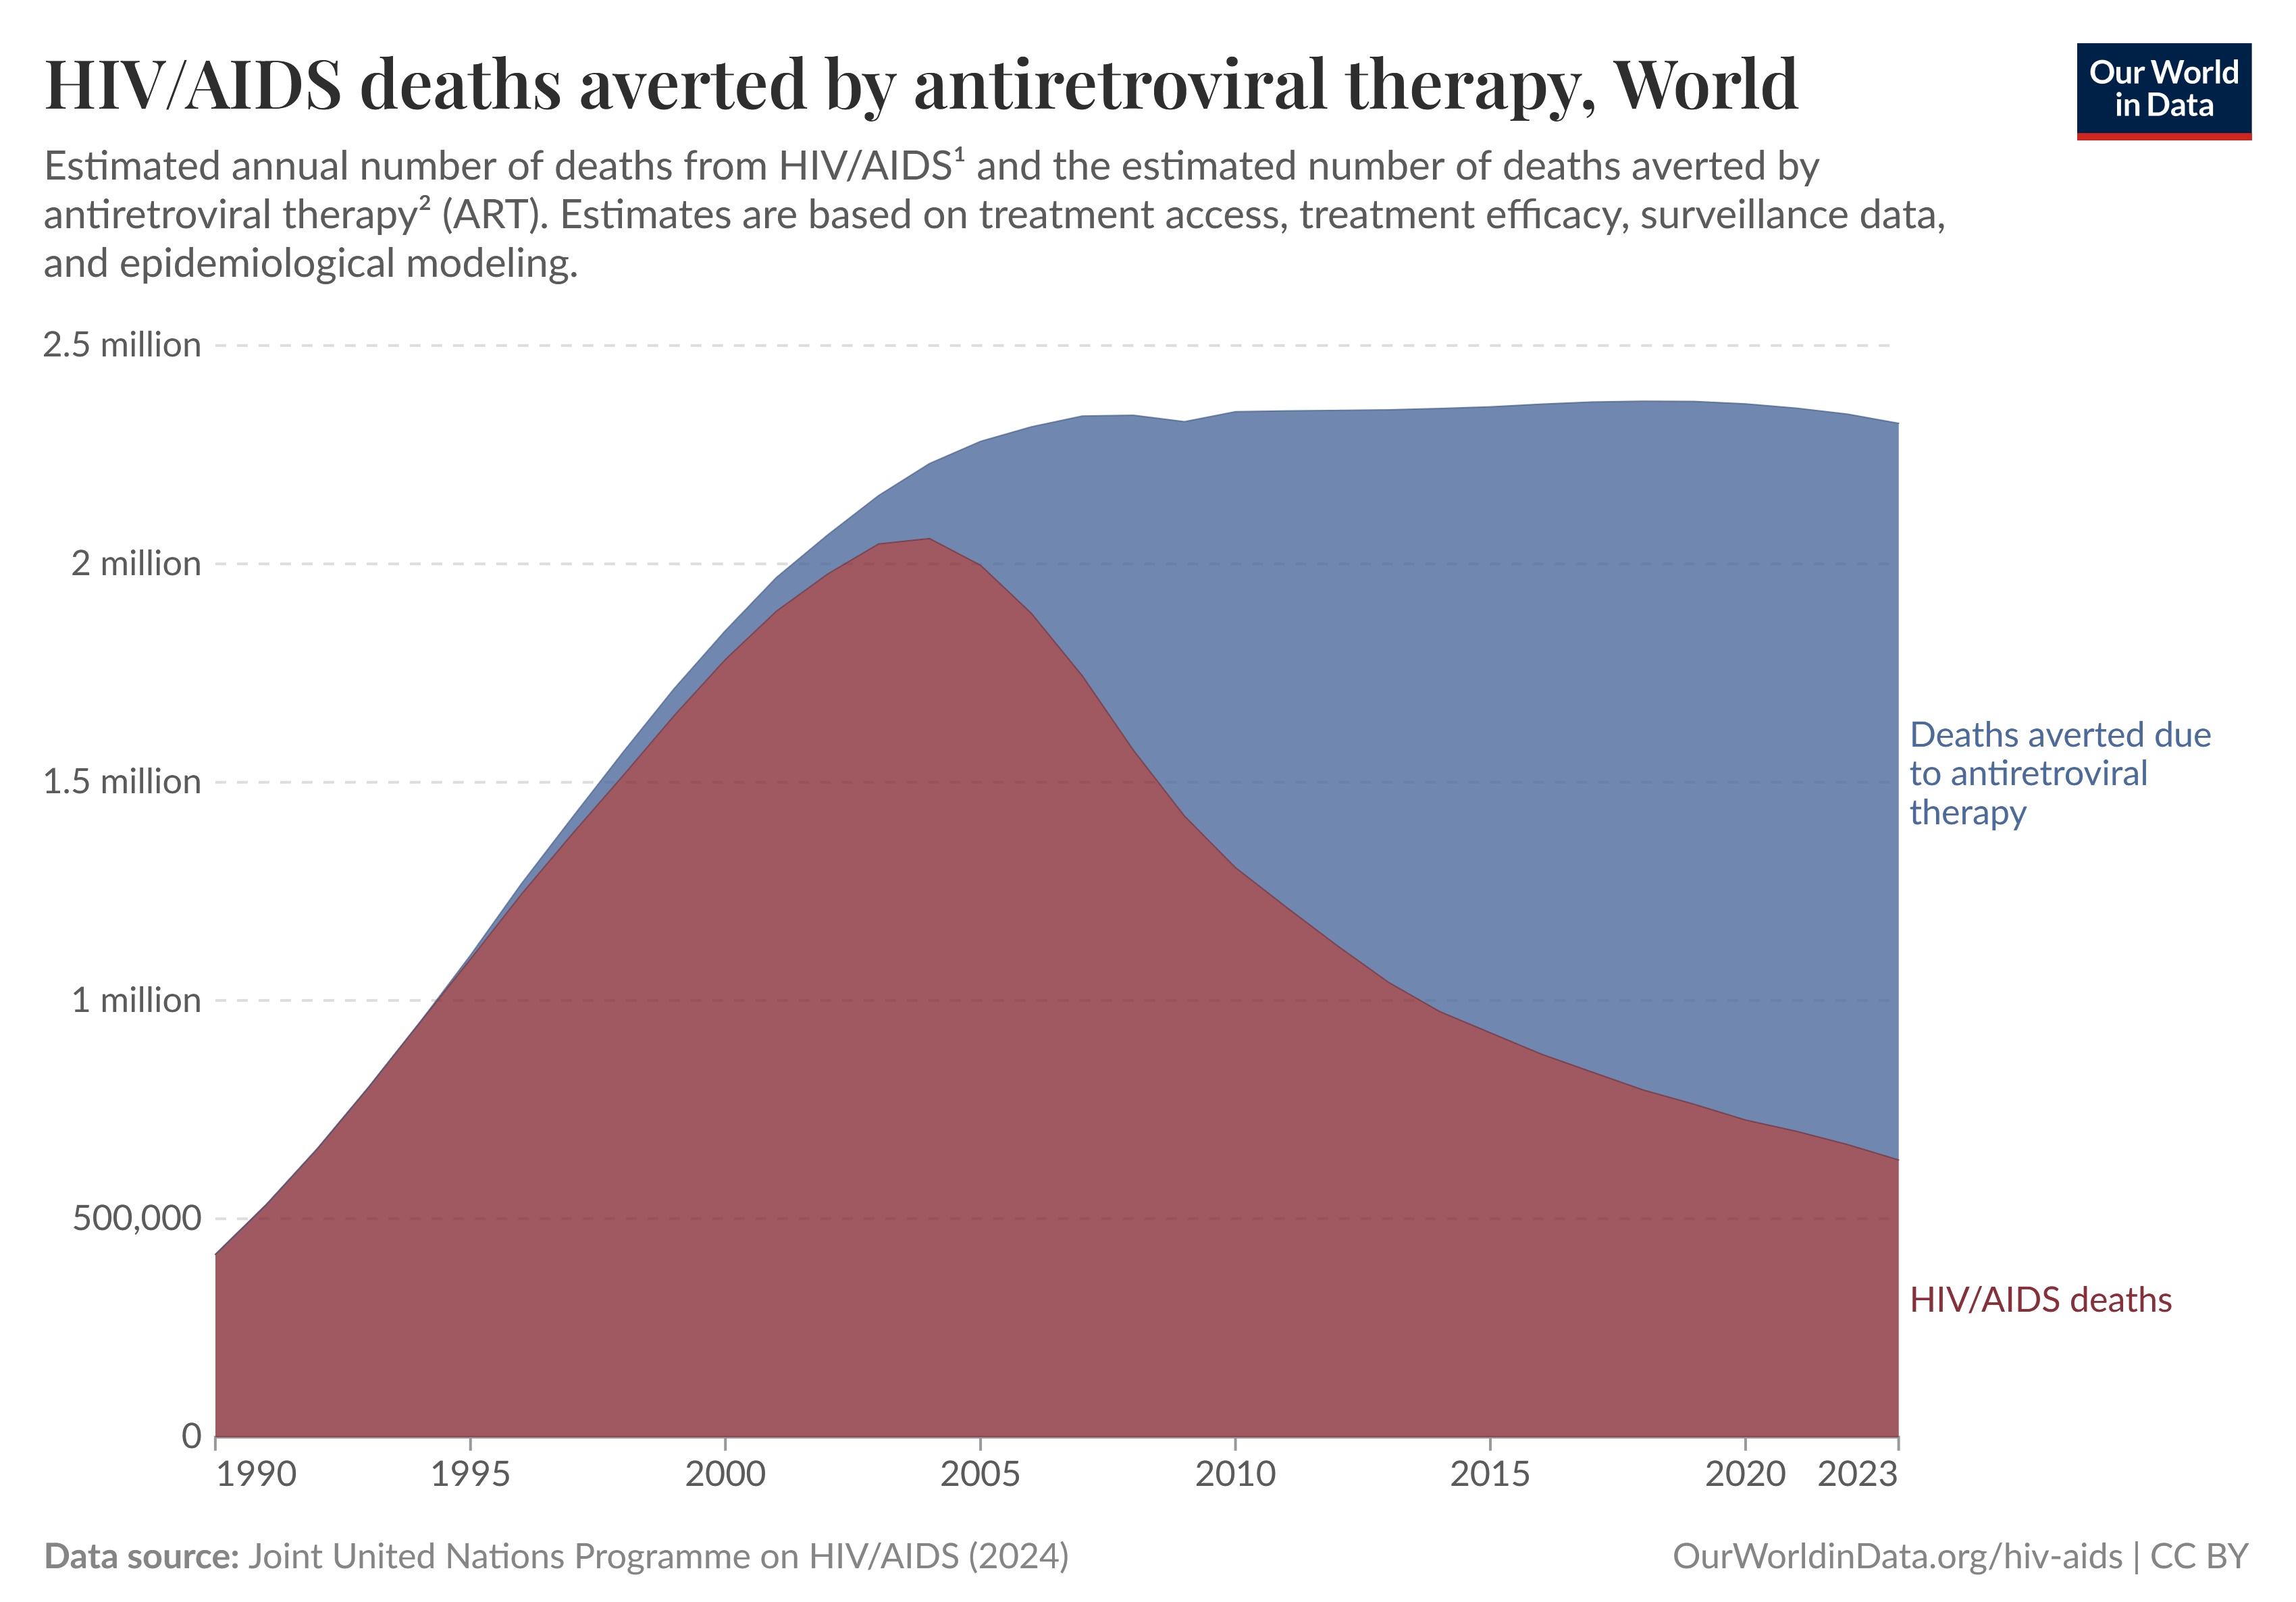 HIV/AIDS deaths averted by antiretroviral therapy, World
Our World
in Data
Estimated annual number of deaths from HIV/AIDS¹ and the estimated number of deaths averted by
antiretroviral therapy² (ART). Estimates are based on treatment access, treatment efficacy, surveillance data,
and epidemiological modeling.
2.5 million
2 million
1.5 million
1 million
500,000
0
Deaths averted due
to antiretroviral
therapy
HIV/AIDS deaths
1990 1995 2000 2005 2010 2015 2020 2023
Data source: Joint United Nations Programme on HIV/AIDS (2024)
OurWorldinData.org/hiv-aids | CC BY